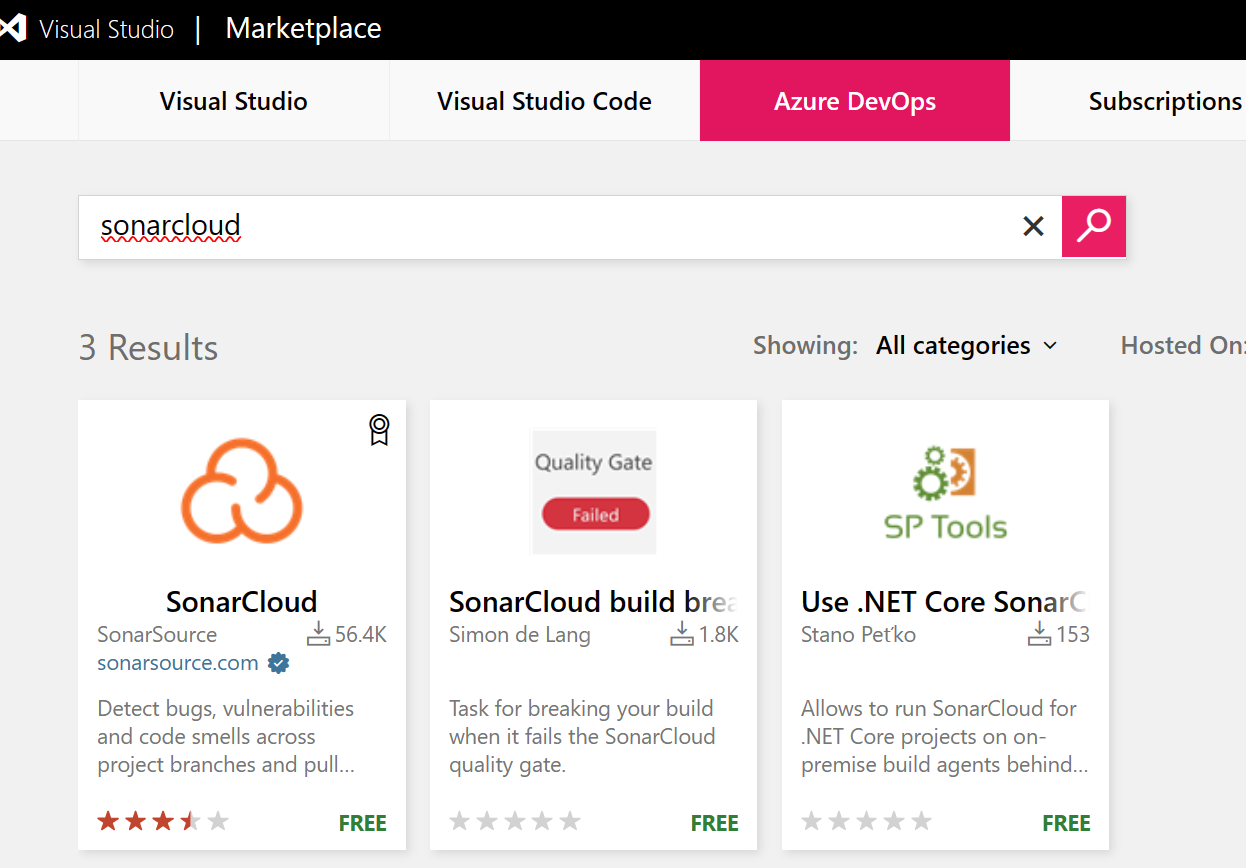 Visual Studio | Marketplace
Visual Studio
Visual Studio Code
Azure DevOps
Subscriptions
sonarcloud
3 Results
Showing: All categories
Hosted On:
SonarCloud
SonarSource 56.4K
sonarsource.com
Detect bugs, vulnerabilities
and code smells across
project branches and pull...
FREE
Quality Gate
Failed
SonarCloud build brea
Simon de Lang 1.8K
Task for breaking your build
when it fails the SonarCloud
quality gate.
FREE
SP Tools
Use .NET Core SonarC
Stano Peťko 153
Allows to run SonarCloud for
.NET Core projects on on-
premise build agents behind...
FREE